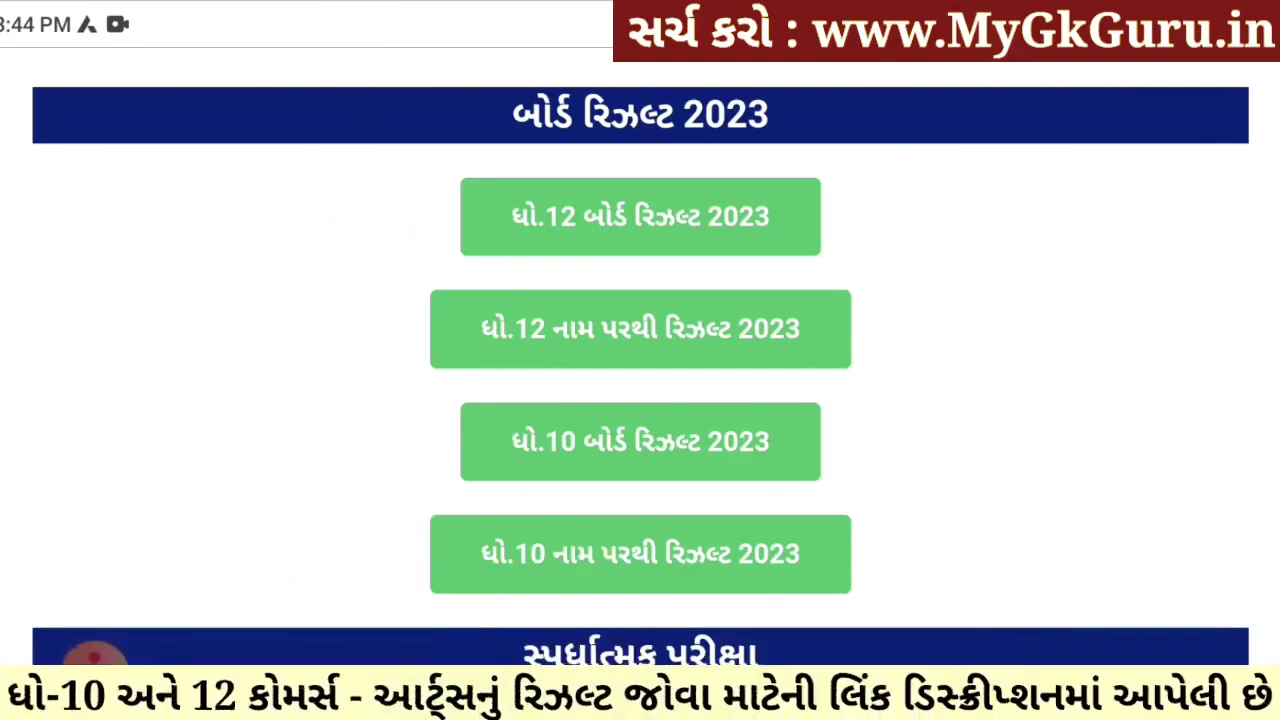 3:44 PM
સર્ચ કરો : www.MyGkGuru.in
બોર્ડ રિઝલ્ટ 2023
ધો.12 બોર્ડ રિઝલ્ટ 2023
ધો.12 નામ પરથી રિઝલ્ટ 2023
ધો.10 બોર્ડ રિઝલ્ટ 2023
ધો.10 નામ પરથી રિઝલ્ટ 2023
સ્પર્ધાત્મક પરીક્ષા
ધો-10 અને 12 કોમર્સ - આર્ટ્સનું રિઝલ્ટ જોવા માટેની લિંક ડિસ્ક્રીપ્શનમાં આપેલી છે